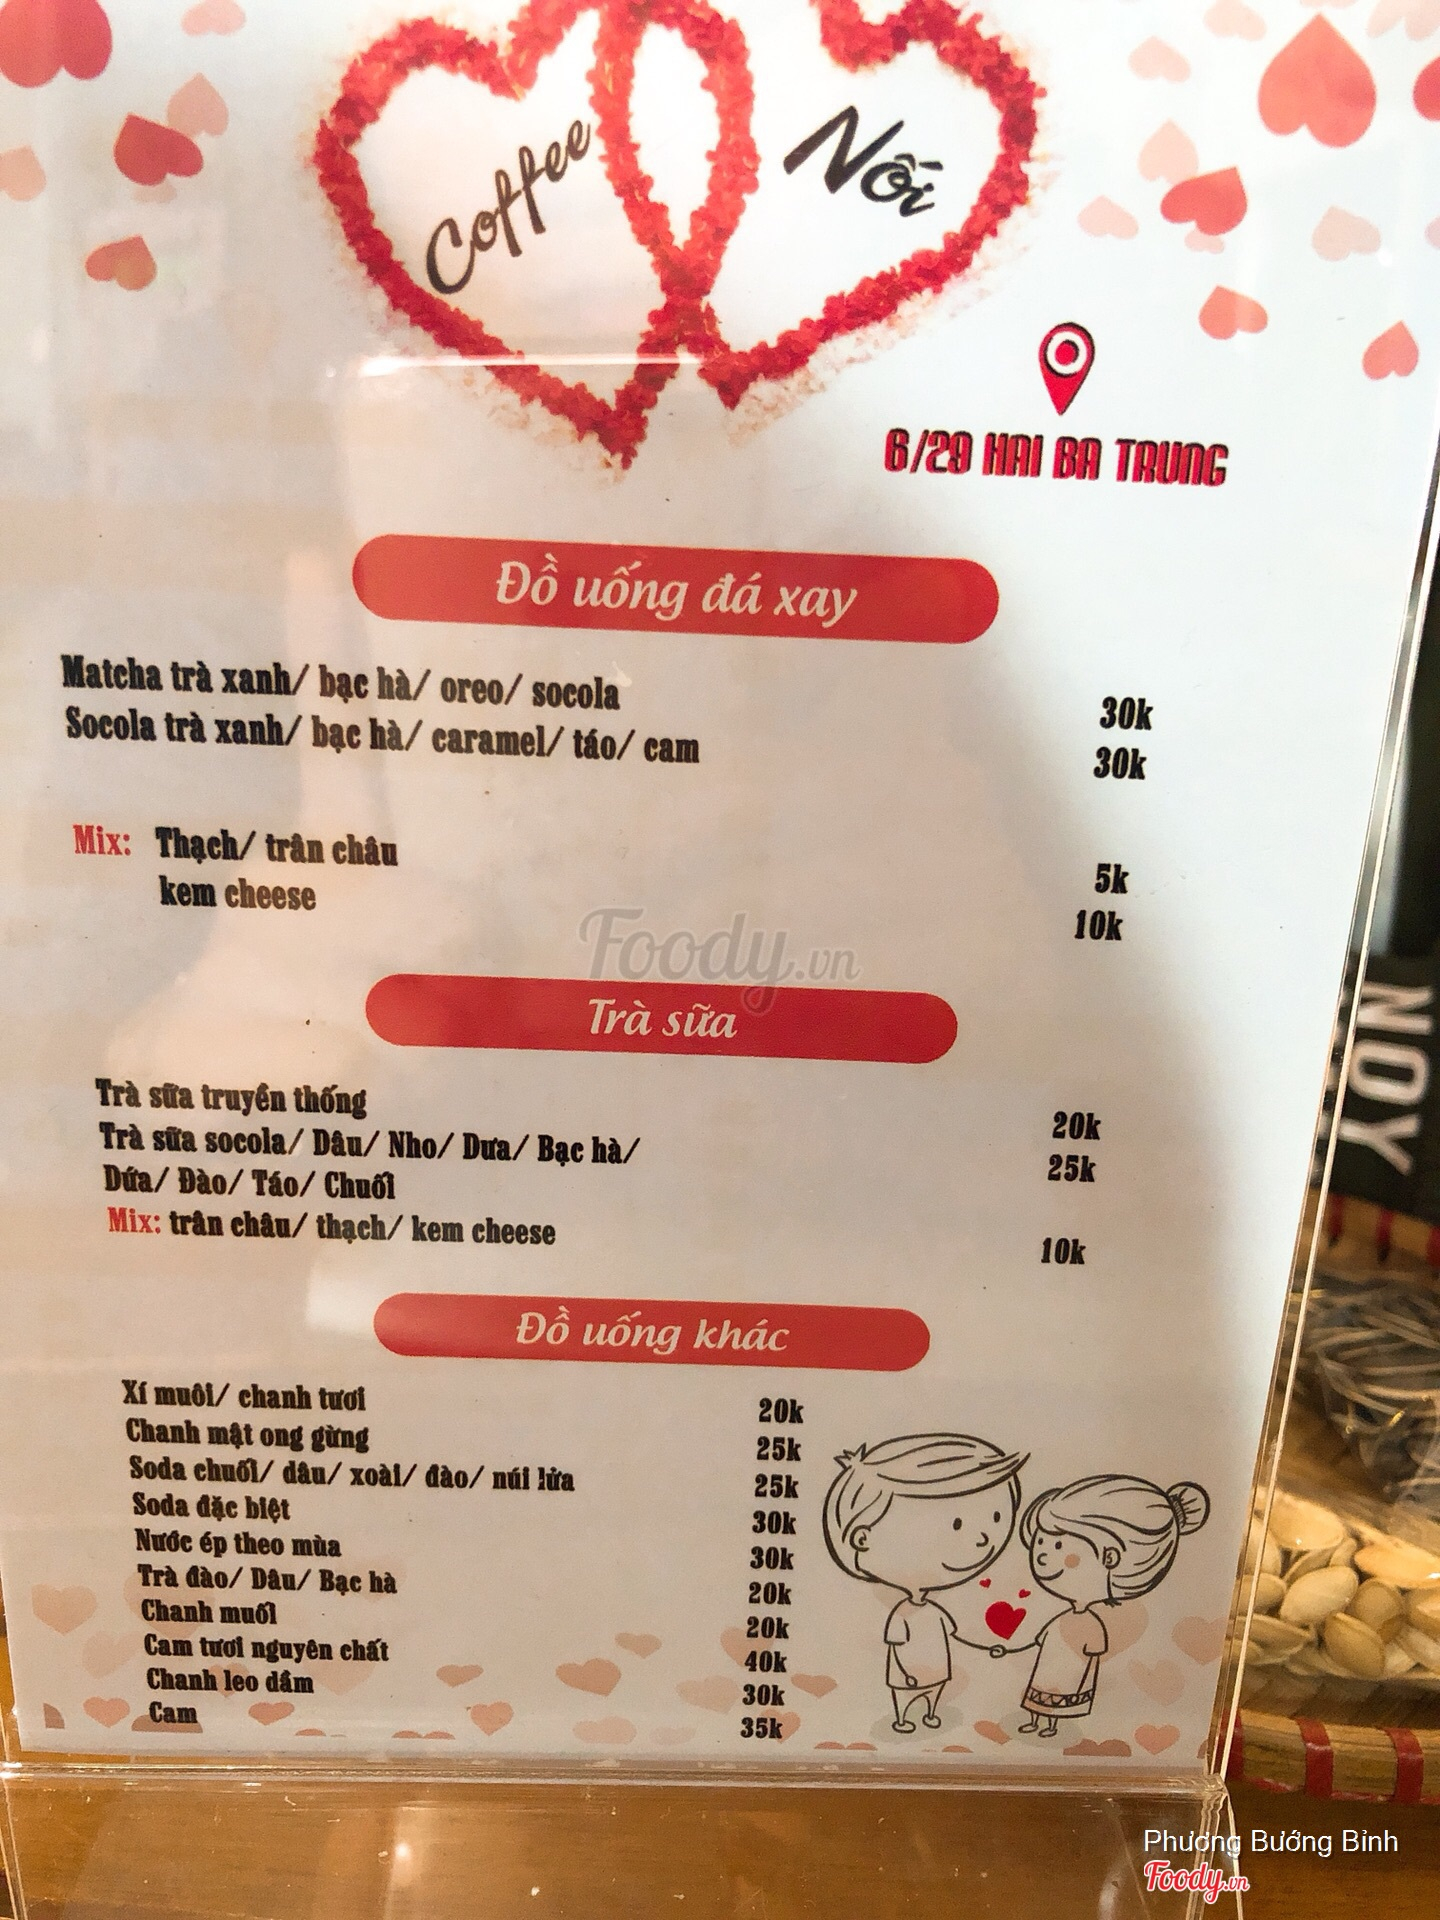 Coffee
Nối
6/29 HAI BA TRUNG
Đồ uống đá xay
Matcha trà xanh/ bạc hà/ oreo/ socola 30k
Socola trà xanh/ bạc hà/ caramel/ táo/ cam 30k
Mix: Thạch/ trân châu 5k
kem cheese 10k
Foody.vn
Trà sữa
Trà sữa truyền thống 20k
Trà sữa socola/ Dâu/ Nho/ Dưa/ Bạc hà/ 25k
Dứa/ Đào/ Táo/ Chuối
Mix: trân châu/ thạch/ kem cheese 10k
Đồ uống khác
Xí muôi/ chanh tươi 20k
Chanh mật ong gừng 25k
Soda chuối/ dâu/ xoài/ đào/ núi lửa 25k
Soda đặc biệt 30k
Nước ép theo mùa 30k
Trà đào/ Dâu/ Bạc hà 20k
Chanh muối 20k
Cam tươi nguyên chất 40k
Chanh leo dầm 30k
Cam 35k
NOY
Phương Bướng Bỉnh
Foody.vn